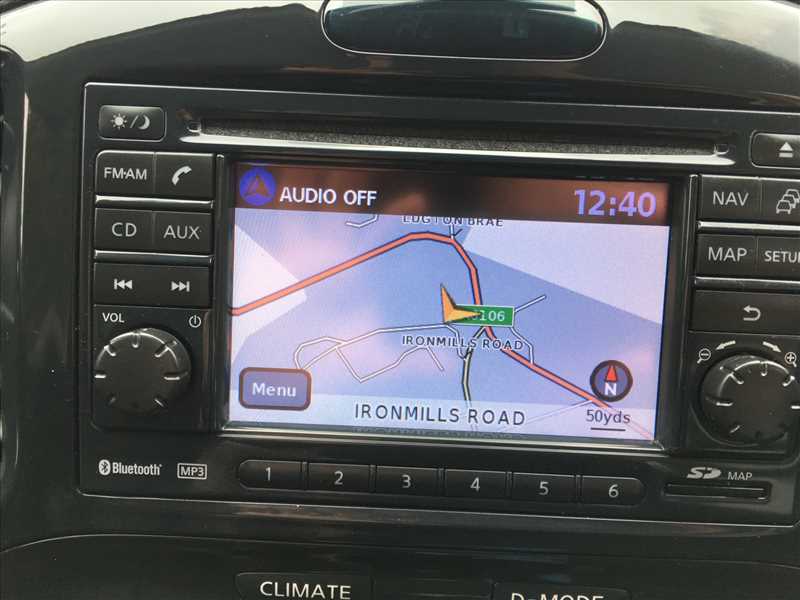 FM·AM
CD
AUX
VOL
AUDIO OFF
12:40
BRAE
106
IRONMILLS ROAD
Menu
IRONMILLS ROAD
N
50yds
NAV
MAP
Bluetooth
MP3
1 2 3 4 5 6
SD MAP
CLIMATE
D-MODE